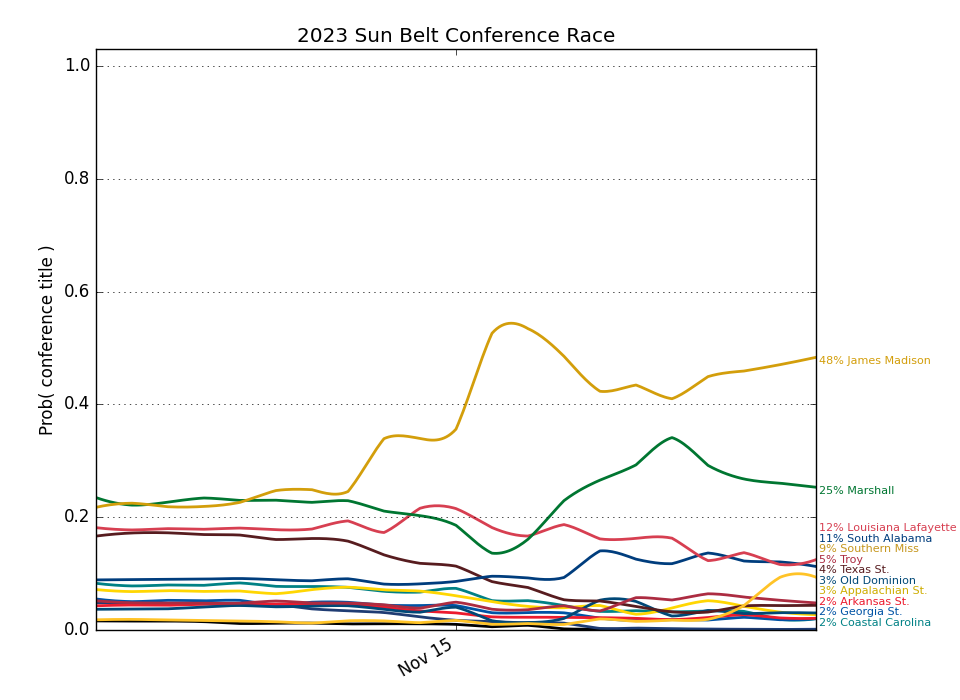 2023 Sun Belt Conference Race
Prob( conference title )
1.0
0.8
0.6
0.4
0.2
0.0
Nov 15
48% James Madison
25% Marshall
12% Louisiana Lafayette
11% South Alabama
9% Southern Miss
5% Troy
4% Texas St.
3% Old Dominion
3% Appalachian St.
2% Arkansas St.
2% Georgia St.
2% Coastal Carolina